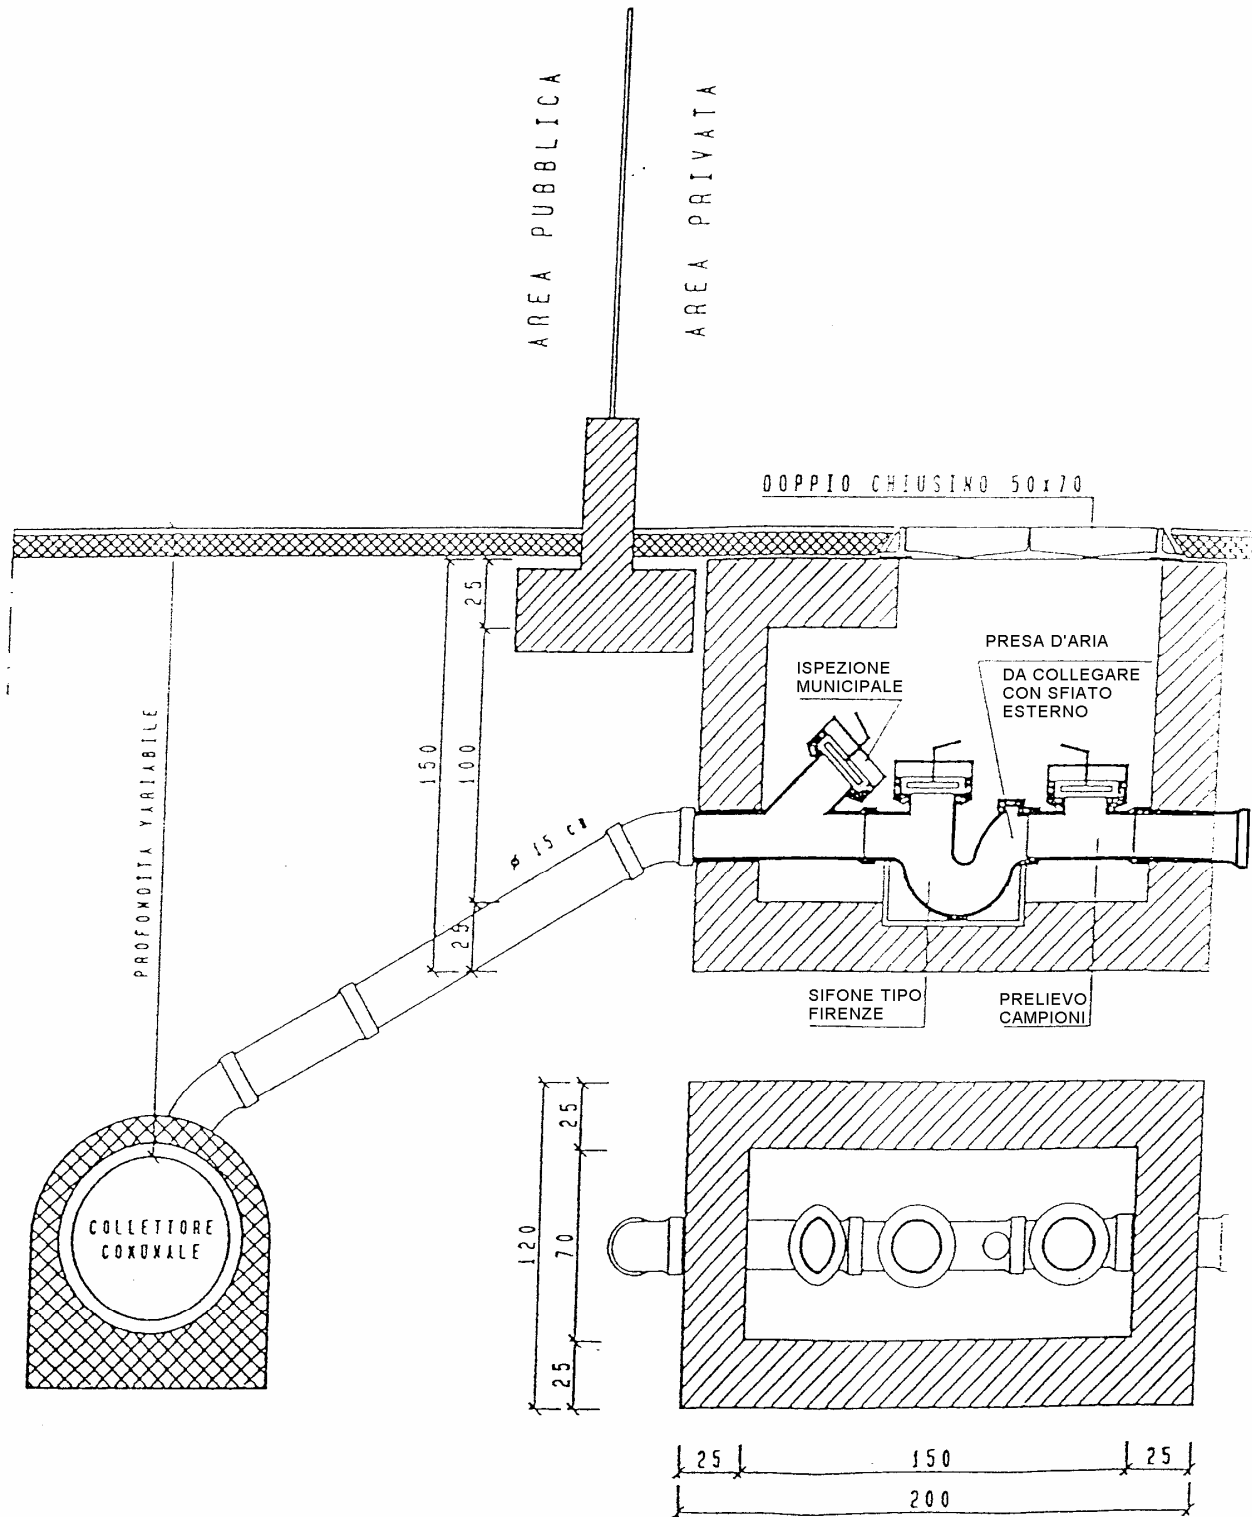 AREA PUBBLICA
AREA PRIVATA
DOPPIO CHIUSINO 50x70
25
150
100
25
PROFONDITA VARIABILE
ø 15 cm
ISPEZIONE
MUNICIPALE
PRESA D'ARIA
DA COLLEGARE
CON SFIATO
ESTERNO
SIFONE TIPO
FIRENZE
PRELIEVO
CAMPIONI
COLLETTORE
COMUNALE
120
25
70
25
25
150
25
200